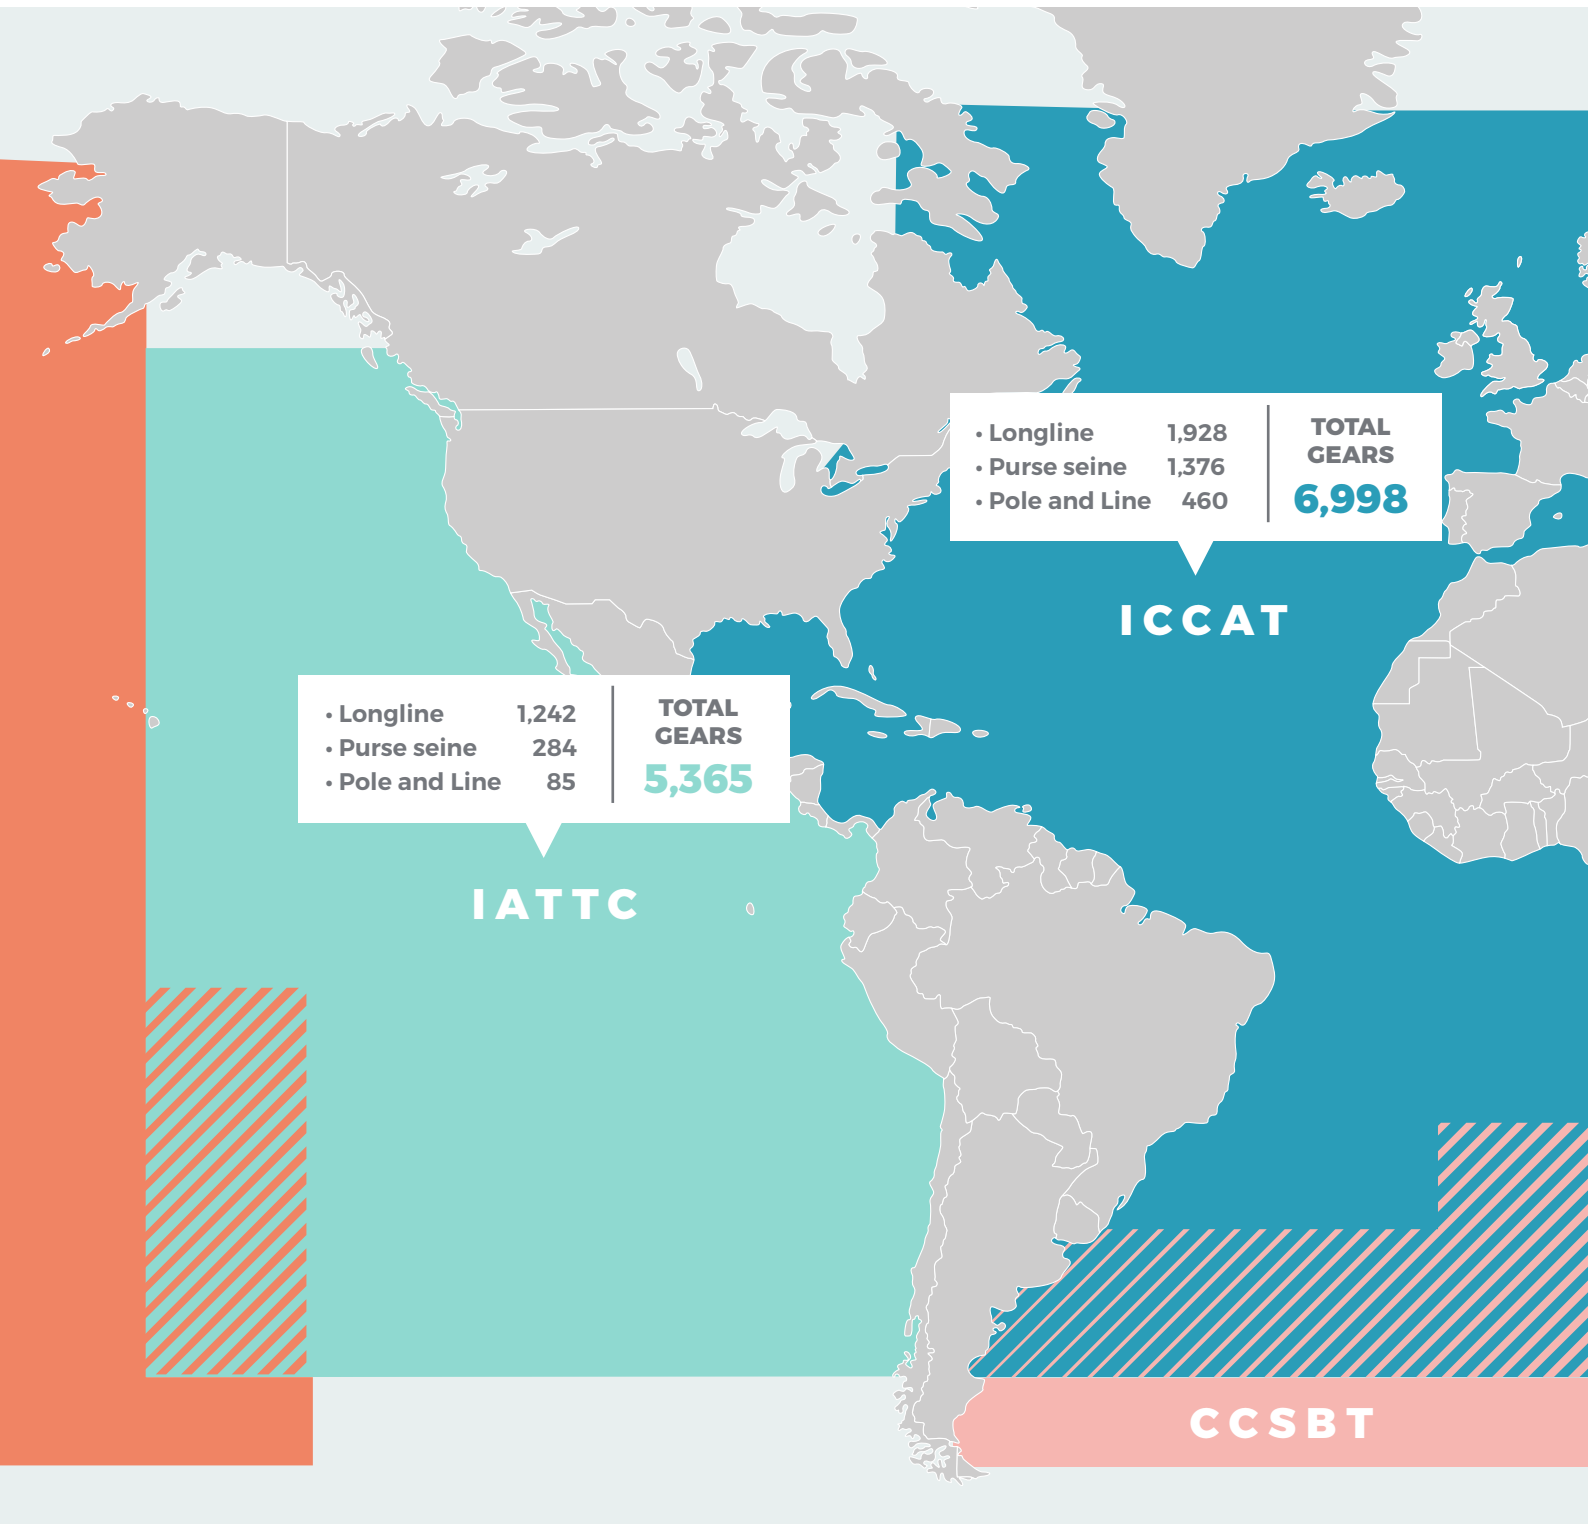 • Longline 1,928
• Purse seine 1,376
• Pole and Line 460
TOTAL
GEARS
6,998
ICCAT
• Longline 1,242
• Purse seine 284
• Pole and Line 85
TOTAL
GEARS
5,365
IATTC
CCSBT